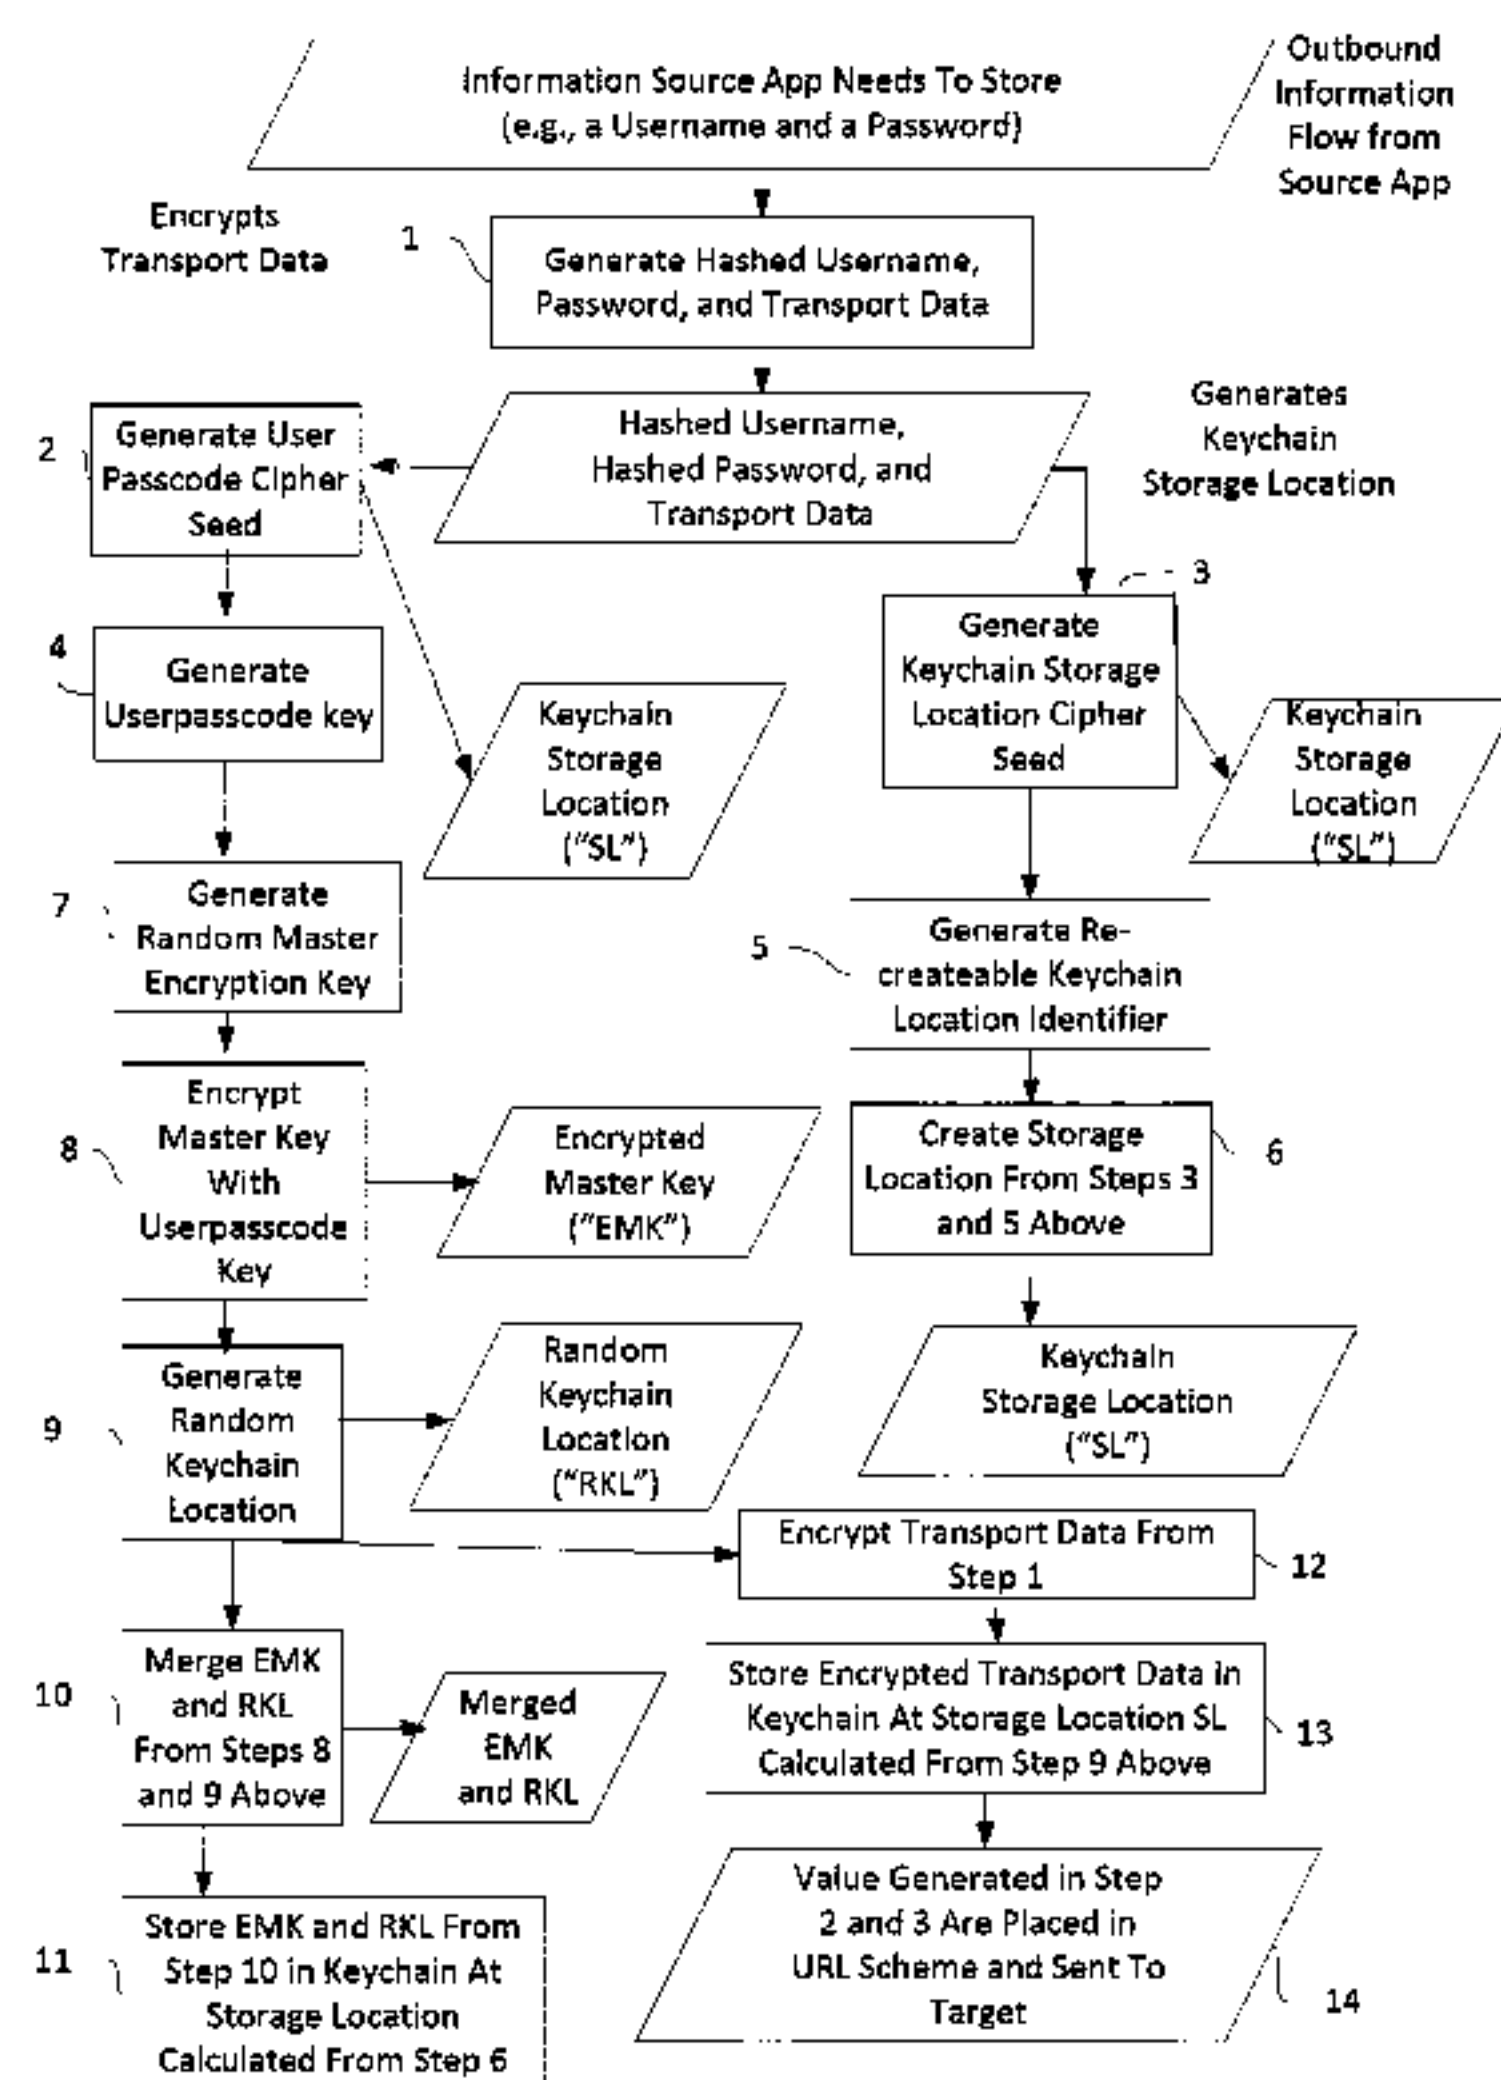 Information Source App Needs To Store
(e.g., a Username and a Password)
Outbound
Information
Flow from
Source App
Encrypts
Transport Data
1
Generate Hashed Username,
Password, and Transport Data
Generates
Keychain
Storage Location
2
Generate User
Passcode Cipher
Seed
Hashed Username,
Hashed Password, and
Transport Data
3
Generate
Keychain Storage
Location Cipher
Seed
4
Generate
Userpasscode key
Keychain
Storage
Location
("SL")
Keychain
Storage
Location
("SL")
7
Generate
Random Master
Encryption Key
5
Generate Re-
createable Keychain
Location Identifier
8
Encrypt
Master Key
With
Userpasscode
Key
Encrypted
Master Key
("EMK")
Create Storage
Location From Steps 3
and 5 Above
6
9
Generate
Random
Keychain
Location
Random
Keychain
Location
("RKL")
Keychain
Storage Location
("SL")
Encrypt Transport Data From
Step 1
12
10
Merge EMK
and RKL
From Steps 8
and 9 Above
Merged
EMK
and RKL
Store Encrypted Transport Data in
Keychain At Storage Location SL
Calculated From Step 9 Above
13
11
Store EMK and RKL From
Step 10 in Keychain At
Storage Location
Calculated From Step 6
Value Generated in Step
2 and 3 Are Placed in
URL Scheme and Sent To
Target
14